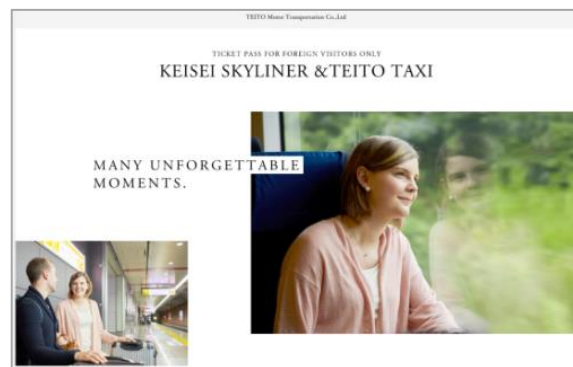 TEITO Motor Transportation Co.,Ltd
TICKET PASS FOR FOREIGN VISITORS ONLY
KEISEI SKYLINER &TEITO TAXI
MANY UNFORGETTABLE
MOMENTS.